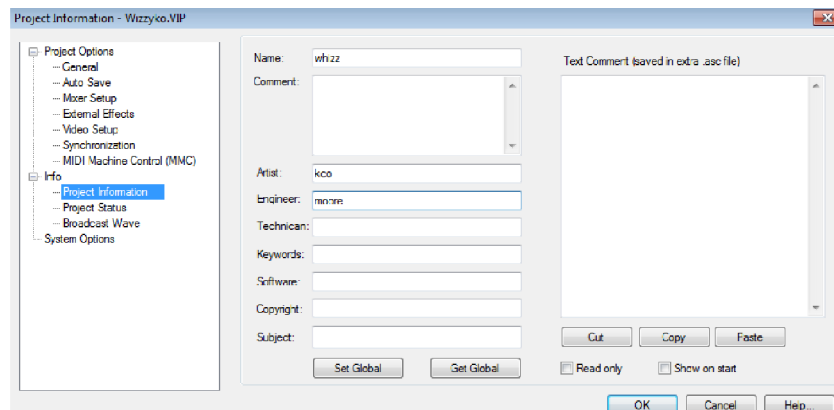 Project Information - Wizzyko.VIP
Project Options
General
Auto Save
Mixer Setup
External Effects
Video Setup
Synchronization
MIDI Machine Control (MMC)
Info
Project Information
Project Status
Broadcast Wave
System Options
Name: whizz
Comment:
Artist: koo
Engineer: moore
Technican:
Keywords:
Software:
Copyright:
Subject:
Set Global Get Global
Text Comment (saved in extra .asc file)
Cut Copy Paste
Read only Show on start
OK Cancel Help...